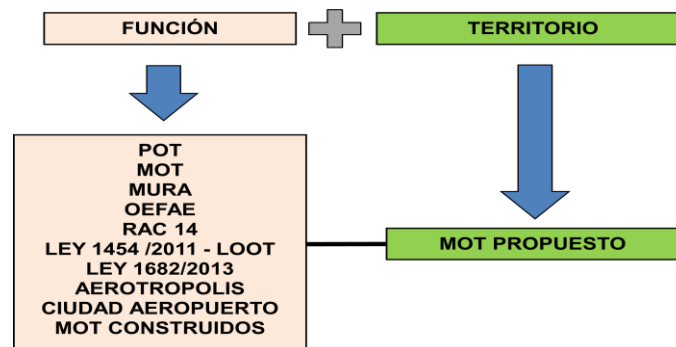 FUNCIÓN
TERRITORIO
POT
MOT
MURA
OEFAE
RAC 14
LEY 1454 /2011 - LOOT
LEY 1682/2013
AEROTROPOLIS
CIUDAD AEROPUERTO
MOT CONSTRUIDOS
MOT PROPUESTO